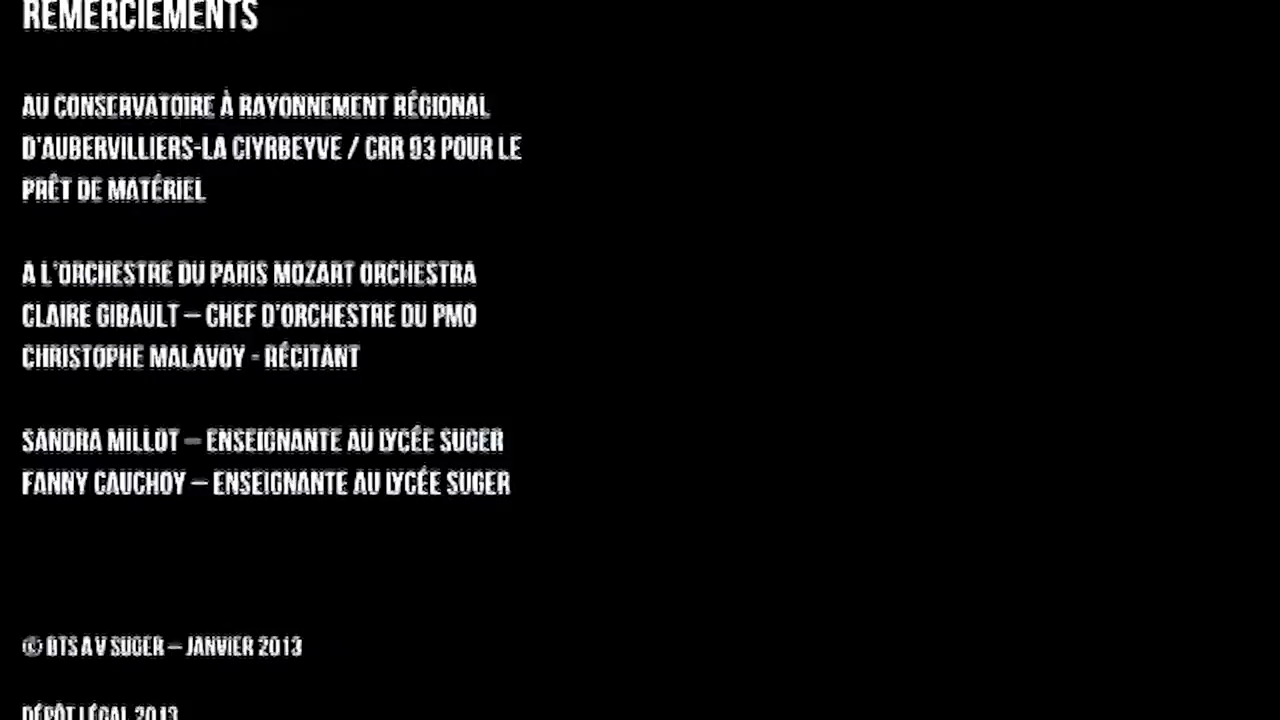 REMERCIEMENTS
AU CONSERVATOIRE À RAYONNEMENT RÉGIONAL
D'AUBERVILLIERS-LA CIYRBEYVE / CRR 93 POUR LE
PRÊT DE MATÉRIEL
A L'ORCHESTRE DU PARIS MOZART ORCHESTRA
CLAIRE GIBAULT – CHEF D'ORCHESTRE DU PMO
CHRISTOPHE MALAVOY - RÉCITANT
SANDRA MILLOT – ENSEIGNANTE AU LYCÉE SUGER
FANNY CAUCHOY – ENSEIGNANTE AU LYCÉE SUGER
© BTS AV SUGER – JANVIER 2013
DÉPÔT LÉGAL 2013